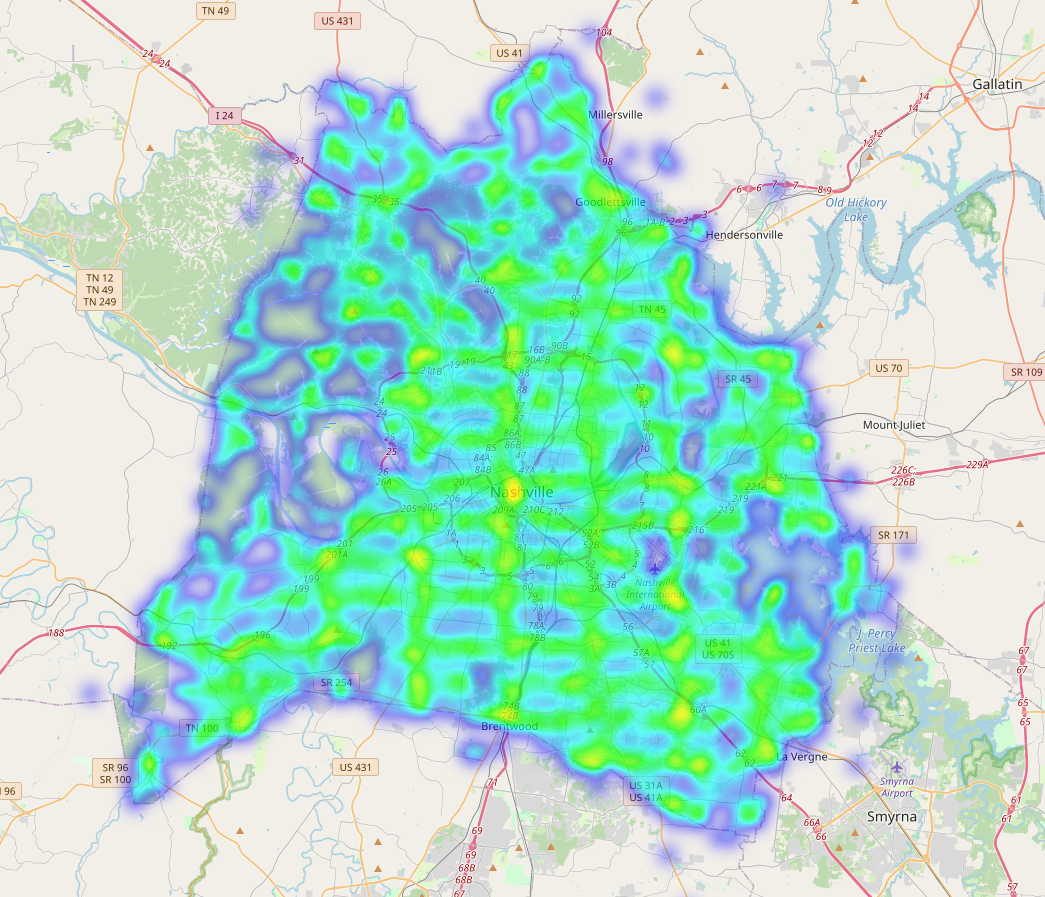 TN 49
US 431
104
US 41
24
24
Gallatin
14
14
I 24
Millersville
12
12
31
98
6
6
7
7
8 9
35
35
Goodlettsville
Old Hickory
Lake
96
96
1A-B
2
3
3
Hendersonville
TN 12
TN 49
TN 249
40
40
92
92
TN 45
16B
90B
17
90A-B
15
43
19
19
211B
88
88
US 70
SR 109
SR 45
12
12
24
24
87
87
11
10
10
Mount Juliet
25
25
86A
86B
85
84A
84B
47
47A
26
26A
207
8
8
229A
226C;
226B
221A
221
219
219
206
Nashville
205
205
209A
210C
212
7
215B
216
SR 171
1A
81
81
52A
52B
201
201A
3
3
5
6
6
5
4
52
54
3A
3B
4
199
199
80
79
79
Nashville
International
Airport
56
188
192
196
78A
78B
57A
57
US 41
US 70S
J. Percy
Priest Lake
67
67
SR 254
65
65
TN 100
74B
74B
60A
Brentwood
62
62
La Vergne
SR 96
SR 100
US 431
71
96
US 31A
US 41A
64
Smyrna
Airport
61
61
Smyrna
66A
66
69
69
68B
68B
67
57